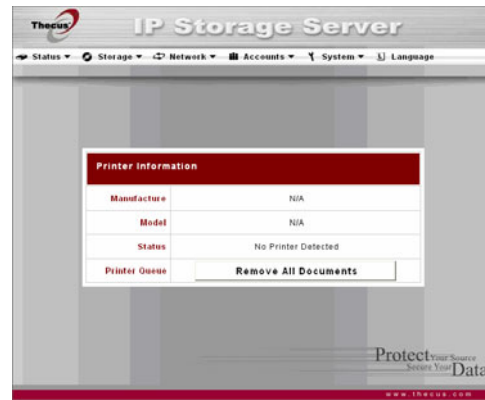 Thecus IP Storage Server
Status Storage Network Accounts System Language
Printer Information
Manufacture N/A
Model N/A
Status No Printer Detected
Printer Queue Remove All Documents
Protect Your Source
Secure Your Data
www.thecus.com